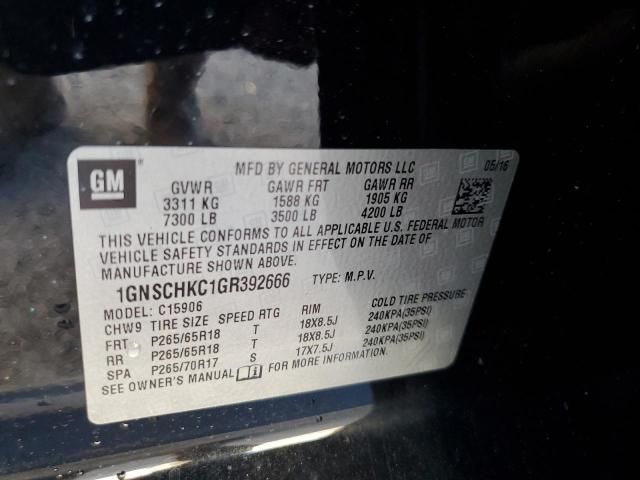 GM
MFD BY GENERAL MOTORS LLC 05/16
GVWR GAWR FRT GAWR RR
3311 KG 1588 KG 1905 KG
7300 LB 3500 LB 4200 LB
THIS VEHICLE CONFORMS TO ALL APPLICABLE U.S. FEDERAL MOTOR
VEHICLE SAFETY STANDARDS IN EFFECT ON THE DATE OF
MANUFACTURE SHOWN ABOVE.
1GNSCHKC1GR392666 TYPE: M.P.V.
MODEL: C15906
CHW9 TIRE SIZE SPEED RTG RIM COLD TIRE PRESSURE
FRT P265/65R18 T 18X8.5J 240KPA(35PSI)
RR P265/65R18 T 18X8.5J 240KPA(35PSI)
SPA P265/70R17 S 17X7.5J 240KPA(35PSI)
SEE OWNER'S MANUAL FOR MORE INFORMATION.